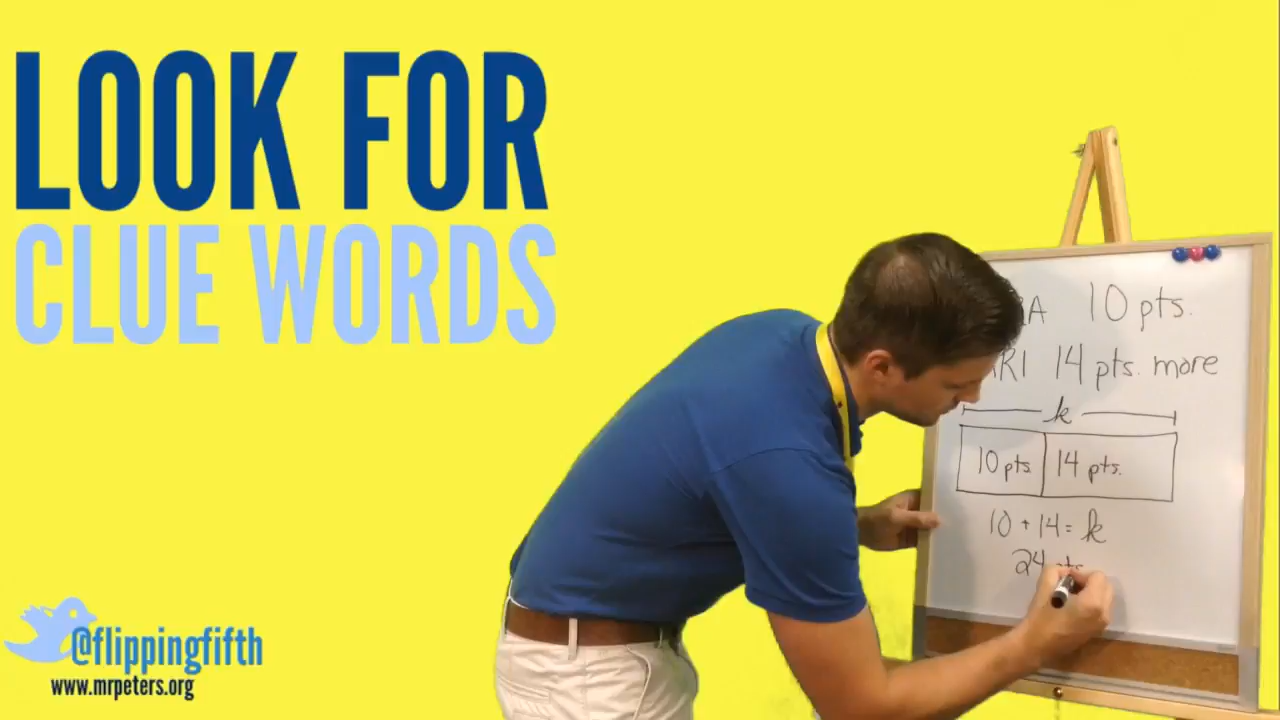 LOOK FOR
CLUE WORDS
10 pts.
14 pts. more
k
10 pts. 14 pts.
10 + 14 = k
24 pts
@flippingfifth
www.mrpeters.org